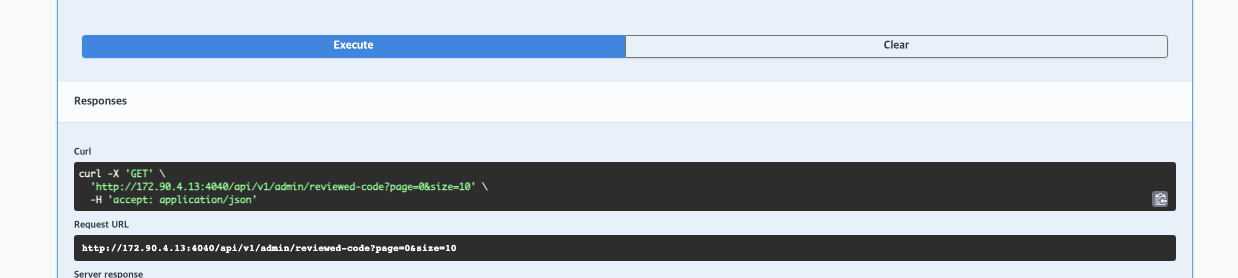 Execute
Clear
Responses
Curl
curl -X 'GET' \
  'http://172.90.4.13:4040/api/v1/admin/reviewed-code?page=0&size=10' \
  -H 'accept: application/json'
Request URL
http://172.90.4.13:4040/api/v1/admin/reviewed-code?page=0&size=10
Server response